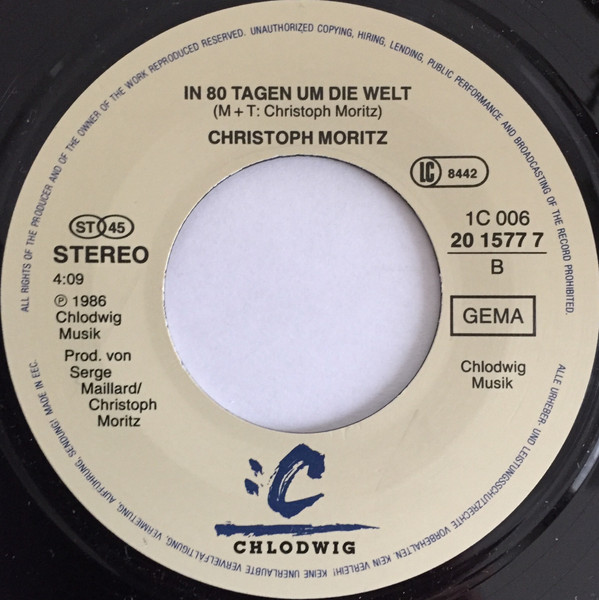 ALL RIGHTS OF THE PRODUCER AND OF THE OWNER OF THE WORK REPRODUCED RESERVED. UNAUTHORIZED COPYING, HIRING, LENDING, PUBLIC PERFORMANCE AND BROADCASTING OF THE RECORD PROHIBITED.
IN 80 TAGEN UM DIE WELT
(M + T: Christoph Moritz)
CHRISTOPH MORITZ
LC 8442
ST 45
STEREO
4:09
℗ 1986
Chlodwig
Musik
Prod. von
Serge
Maillard/
Christoph
Moritz
1C 006
20 1577 7
B
GEMA
Chlodwig
Musik
:C
CHLODWIG
ALLE URHEBER- UND LEISTUNGSSCHUTZRECHTE VORBEHALTEN. KEIN VERLEIH! KEINE UNERLAUBTE VERVIELFÄLTIGUNG, VERMIETUNG, AUFFÜHRUNG, SENDUNG! MADE IN EEC.